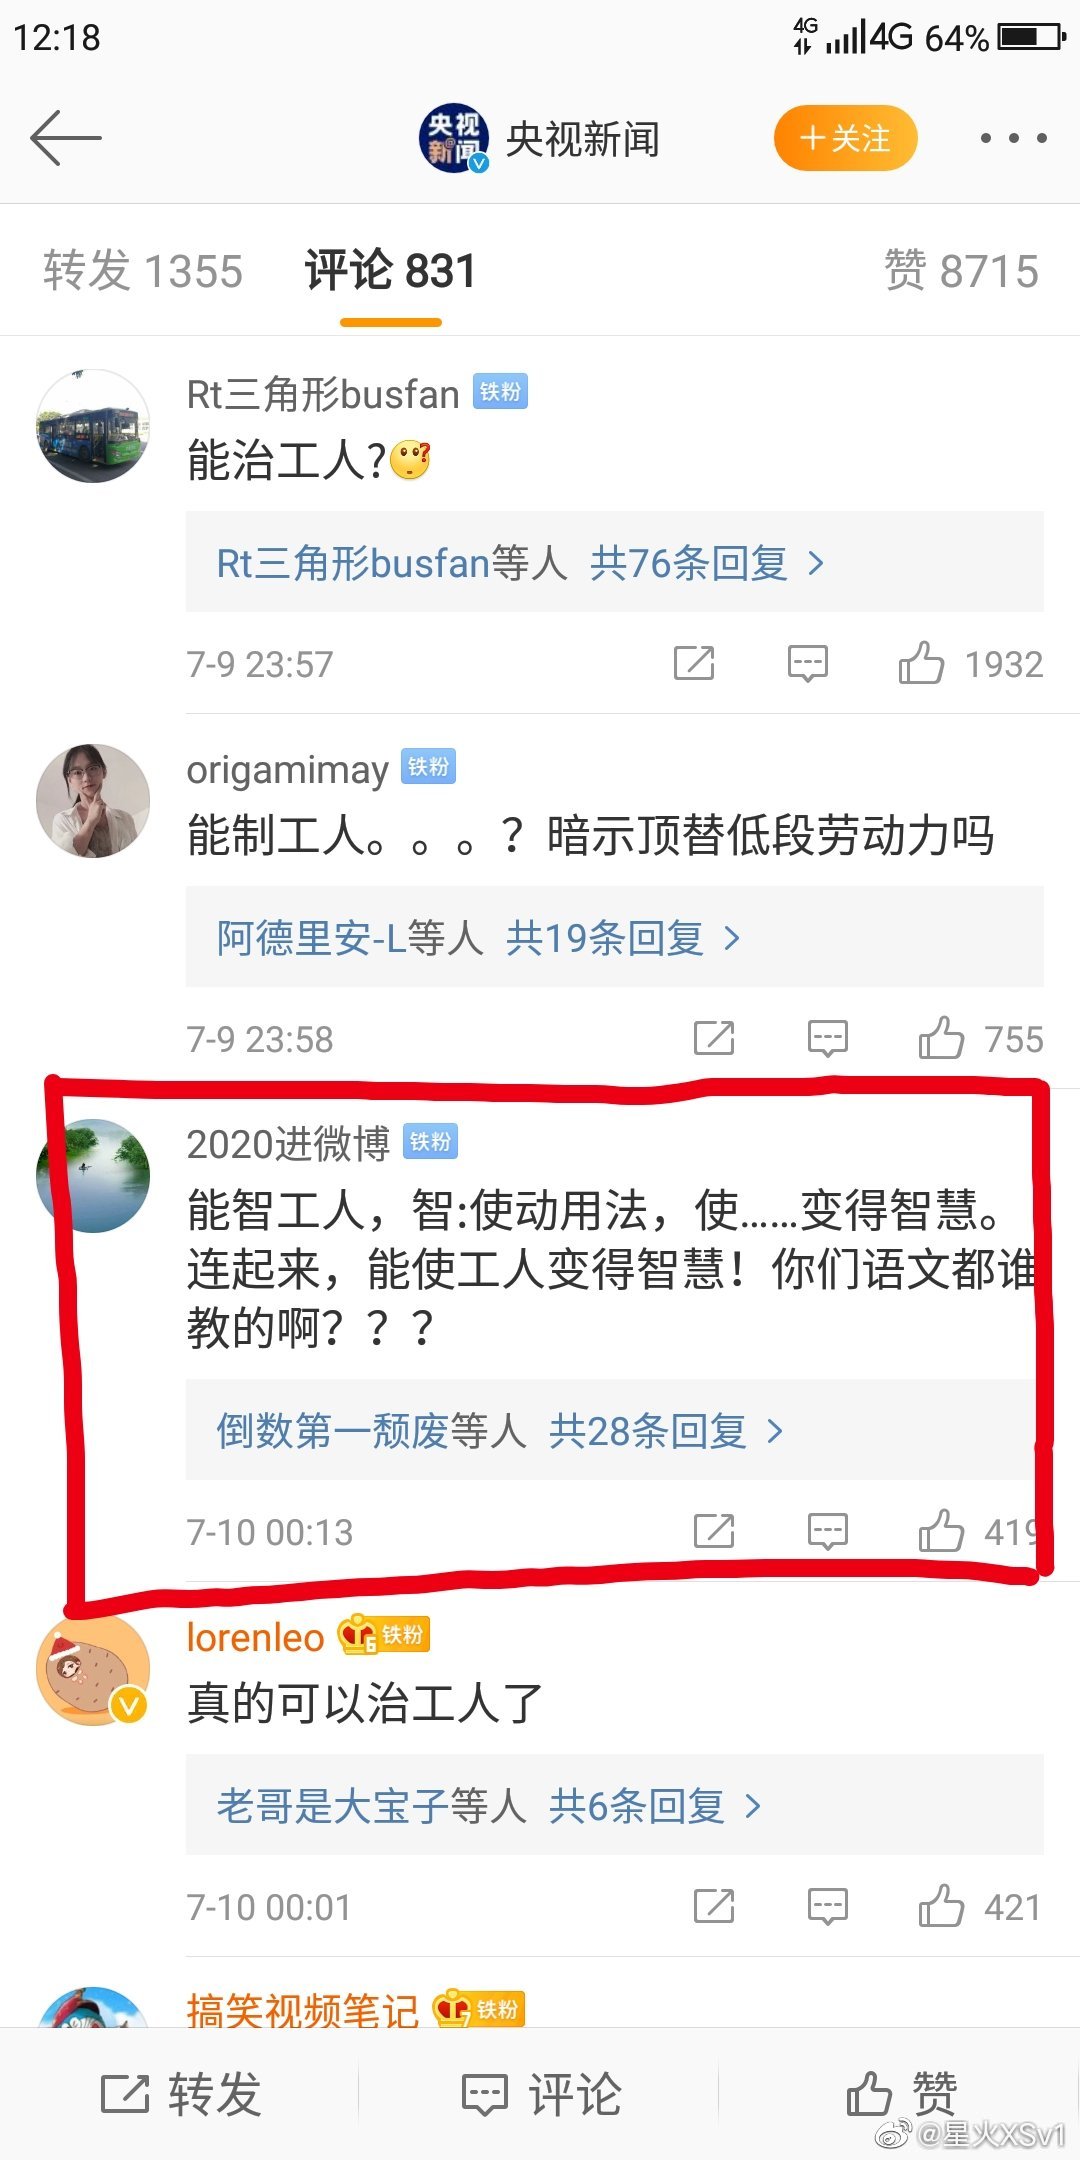 12:18
4G 4G 64%
央视新闻
央视新闻
+关注
转发 1355
评论 831
赞 8715
Rt三角形busfan 铁粉
能治工人?
Rt三角形busfan等人 共76条回复 >
7-9 23:57
1932
origamimay 铁粉
能制工人。。。？暗示顶替低段劳动力吗
阿德里安-L等人 共19条回复 >
7-9 23:58
755
2020进微博 铁粉
能智工人，智:使动用法，使……变得智慧。
连起来，能使工人变得智慧！你们语文都谁
教的啊？？？
倒数第一颓废等人 共28条回复 >
7-10 00:13
419
lorenleo 6 铁粉
真的可以治工人了
老哥是大宝子等人 共6条回复 >
7-10 00:01
421
搞笑视频笔记 7 铁粉
转发
评论
赞
@星火XSv1